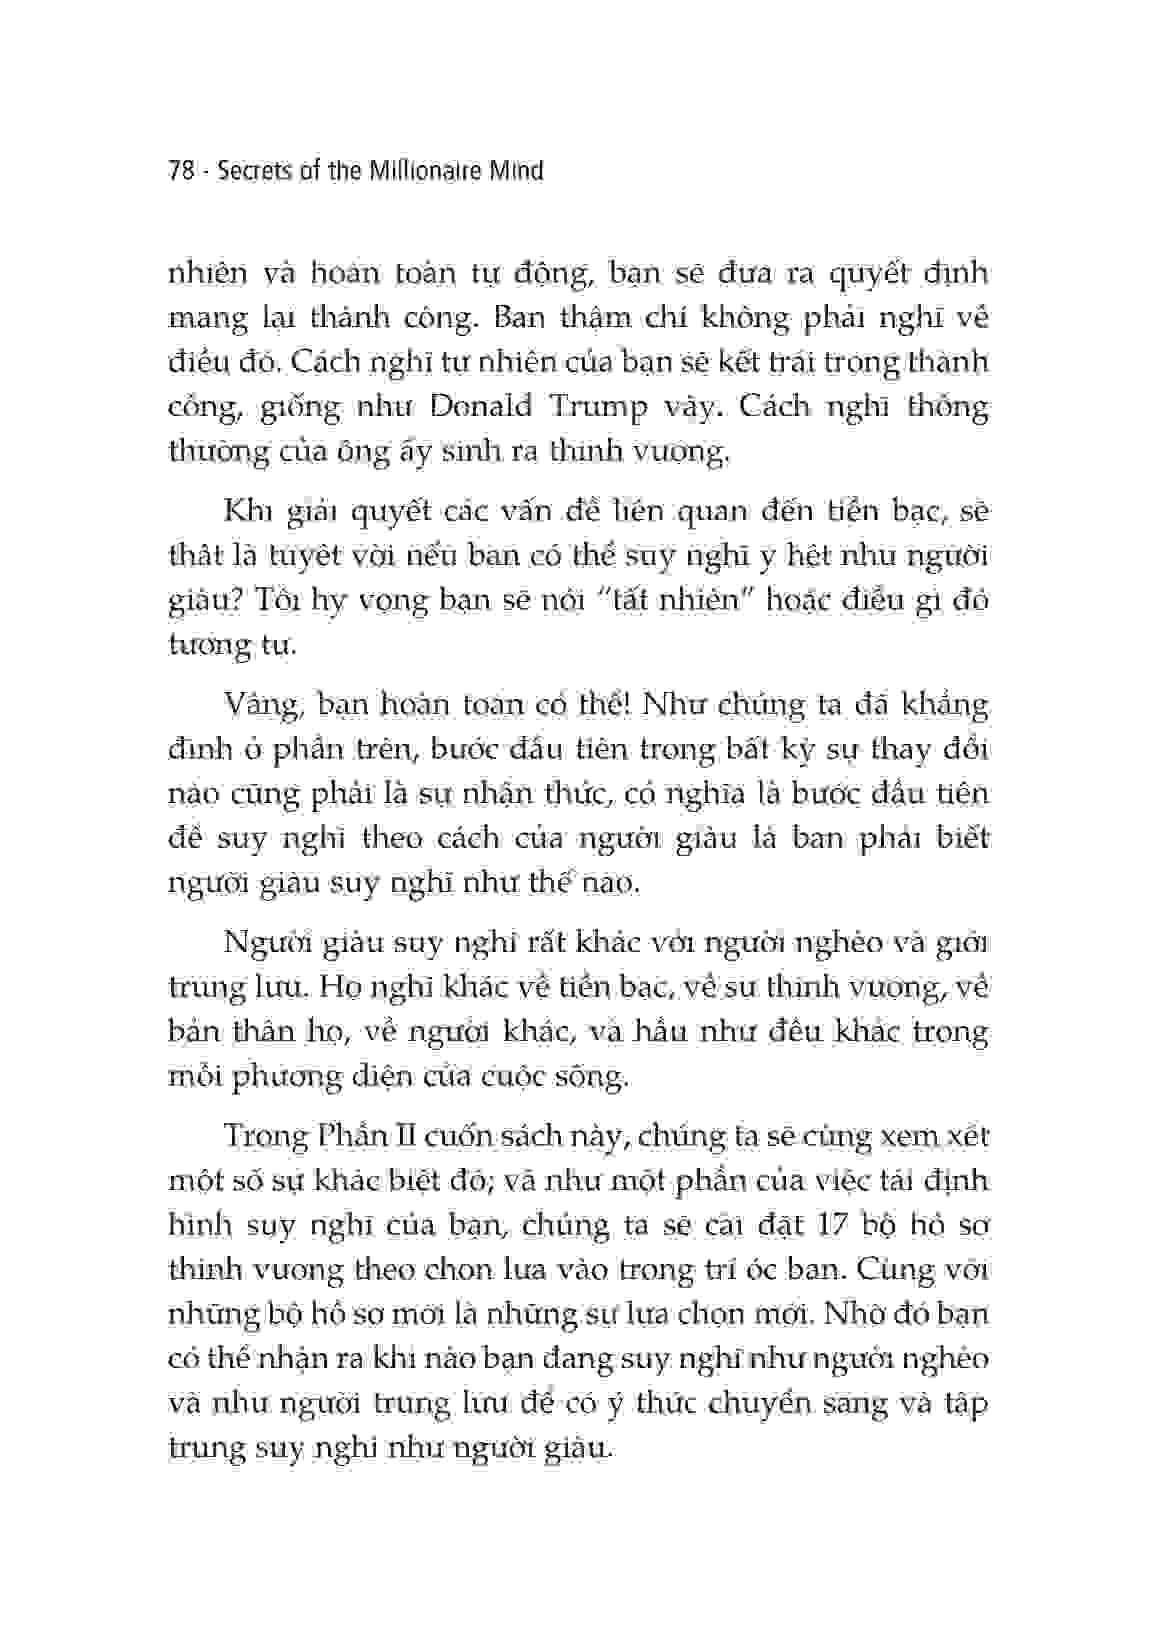 78 - Secrets of the Millionaire Mind
nhiên và hoàn toàn tự động, bạn sẽ đưa ra quyết định
mang lại thành công. Bạn thậm chí không phải nghĩ về
điều đó. Cách nghĩ tự nhiên của bạn sẽ kết trái trong thành
công, giống như Donald Trump vậy. Cách nghĩ thông
thường của ông ấy sinh ra thịnh vượng.
Khi giải quyết các vấn đề liên quan đến tiền bạc, sẽ
thật là tuyệt vời nếu bạn có thể suy nghĩ y hệt như người
giàu? Tôi hy vọng bạn sẽ nói “tất nhiên” hoặc điều gì đó
tương tự.
Vâng, bạn hoàn toàn có thể! Như chúng ta đã khẳng
định ở phần trên, bước đầu tiên trong bất kỳ sự thay đổi
nào cũng phải là sự nhận thức, có nghĩa là bước đầu tiên
để suy nghĩ theo cách của người giàu là bạn phải biết
người giàu suy nghĩ như thế nào.
Người giàu suy nghĩ rất khác với người nghèo và giới
trung lưu. Họ nghĩ khác về tiền bạc, về sự thịnh vượng, về
bản thân họ, về người khác, và hầu như đều khác trong
mỗi phương diện của cuộc sống.
Trong Phần II cuốn sách này, chúng ta sẽ cùng xem xét
một số sự khác biệt đó; và như một phần của việc tái định
hình suy nghĩ của bạn, chúng ta sẽ cài đặt 17 bộ hồ sơ
thịnh vượng theo chọn lựa vào trong trí óc bạn. Cùng với
những bộ hồ sơ mới là những sự lựa chọn mới. Nhờ đó bạn
có thể nhận ra khi nào bạn đang suy nghĩ như người nghèo
và như người trung lưu để có ý thức chuyển sang và tập
trung suy nghĩ như người giàu.